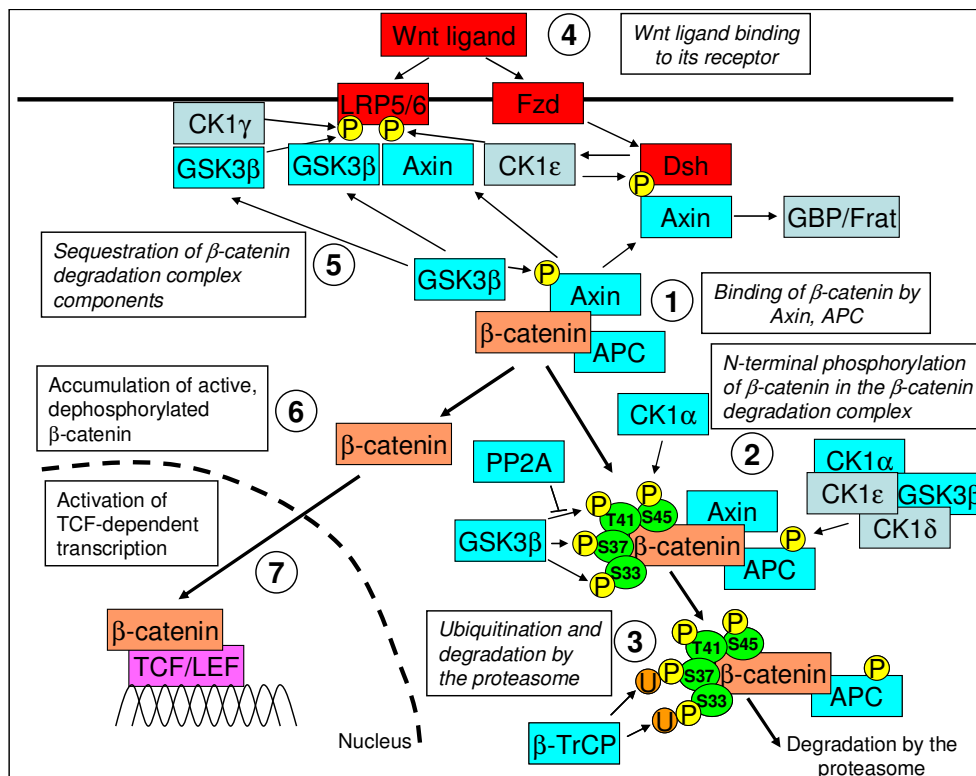 Wnt ligand
4
Wnt ligand binding
to its receptor
LRP5/6
Fzd
CK1γ
P
P
GSK3β
GSK3β
Axin
CK1ε
Dsh
P
Axin
GBP/Frat
Sequestration of β-catenin
degradation complex
components
5
GSK3β
P
Axin
1
Binding of β-catenin by
Axin, APC
β-catenin
APC
N-terminal phosphorylation
of β-catenin in the β-catenin
degradation complex
Accumulation of active,
dephosphorylated
β-catenin
6
β-catenin
CK1α
2
PP2A
CK1α
CK1ε
GSK3β
CK1δ
Activation of
TCF-dependent
transcription
7
GSK3β
P
P
P
P
T41
S45
S37
S33
β-catenin
Axin
P
APC
β-catenin
TCF/LEF
Nucleus
Ubiquitination and
degradation by
the proteasome
3
P
P
T41
S45
U
P
S37
β-catenin
P
U
P
S33
APC
β-TrCP
Degradation by the
proteasome